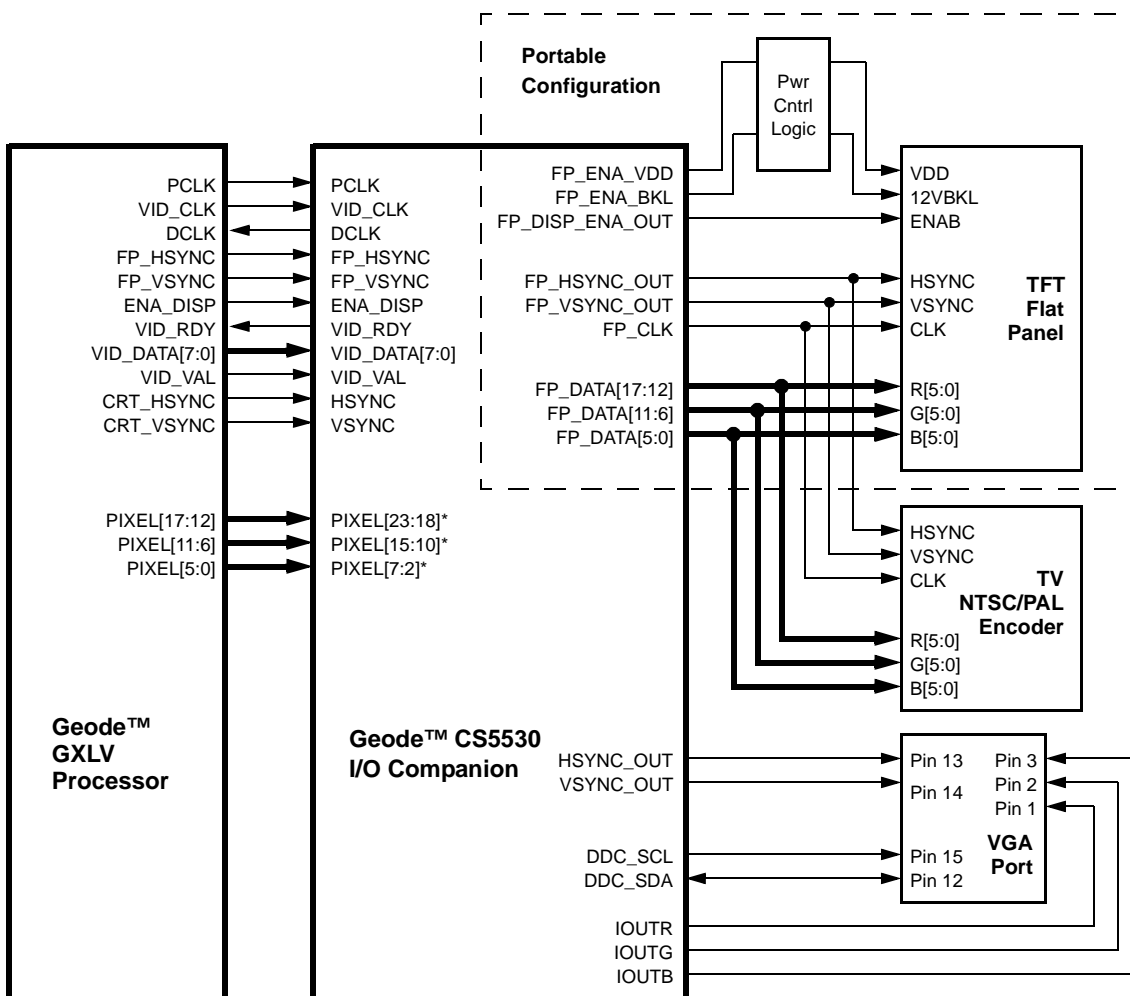 Portable
Configuration
Pwr
Cntrl
Logic
PCLK
VID_CLK
DCLK
FP_HSYNC
FP_VSYNC
ENA_DISP
VID_RDY
VID_DATA[7:0]
VID_VAL
CRT_HSYNC
CRT_VSYNC
PIXEL[17:12]
PIXEL[11:6]
PIXEL[5:0]
Geode™
GXLV
Processor
PCLK
VID_CLK
DCLK
FP_HSYNC
FP_VSYNC
ENA_DISP
VID_RDY
VID_DATA[7:0]
VID_VAL
HSYNC
VSYNC
PIXEL[23:18]*
PIXEL[15:10]*
PIXEL[7:2]*
Geode™ CS5530
I/O Companion
FP_ENA_VDD
FP_ENA_BKL
FP_DISP_ENA_OUT
FP_HSYNC_OUT
FP_VSYNC_OUT
FP_CLK
FP_DATA[17:12]
FP_DATA[11:6]
FP_DATA[5:0]
HSYNC_OUT
VSYNC_OUT
DDC_SCL
DDC_SDA
IOUTR
IOUTG
IOUTB
VDD
12VBKL
ENAB
HSYNC
VSYNC
CLK
R[5:0]
G[5:0]
B[5:0]
TFT
Flat
Panel
HSYNC
VSYNC
CLK
R[5:0]
G[5:0]
B[5:0]
TV
NTSC/PAL
Encoder
Pin 13
Pin 14
Pin 15
Pin 12
Pin 3
Pin 2
Pin 1
VGA
Port